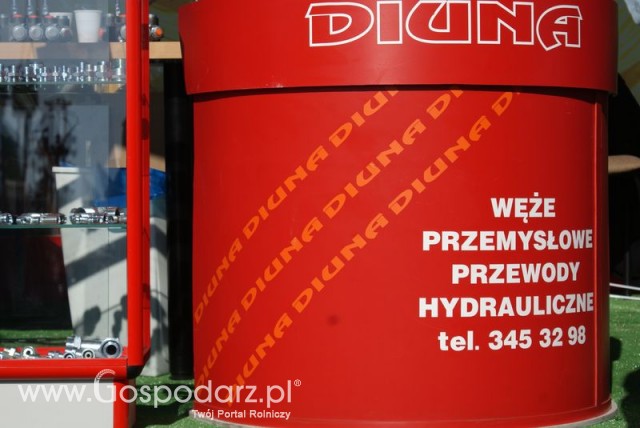 DIUNA
DIUNA DIUNA DIUNA
DIUNA DIUNA DIUNA
DIUNA DIUNA DIUNA
WĘŻE
PRZEMYSŁOWE
PRZEWODY
HYDRAULICZNE
tel. 345 32 98
www.Gospodarz.pl®
Twój Portal Rolniczy